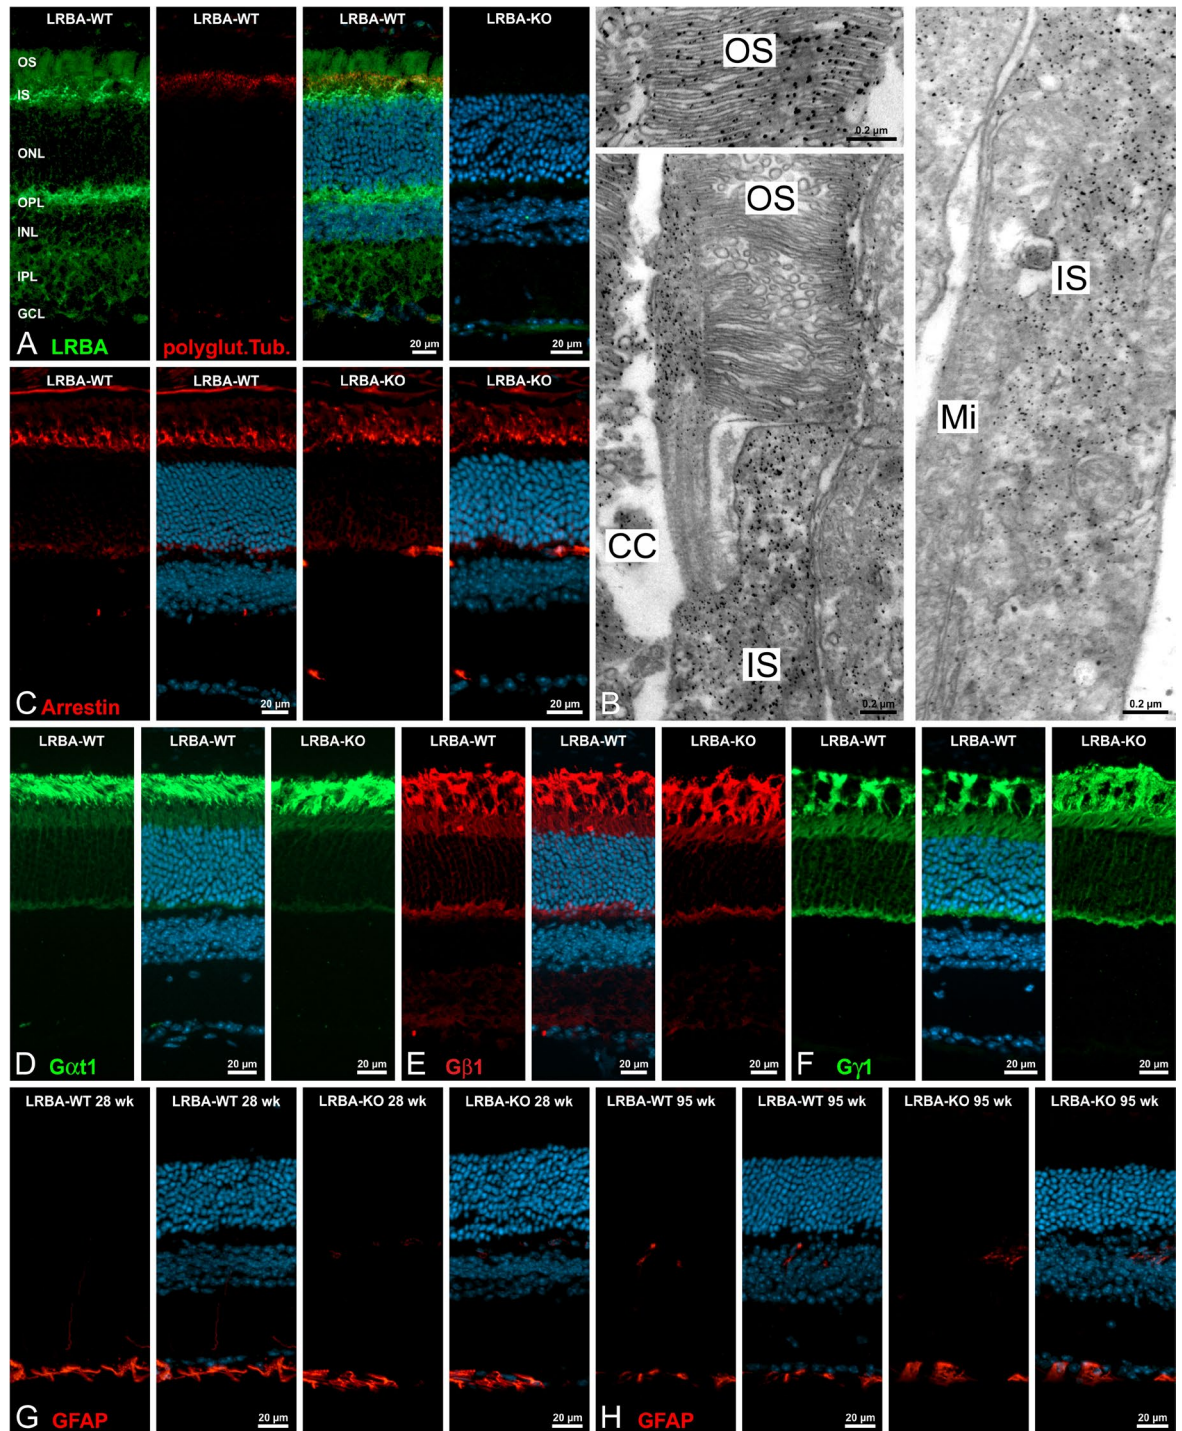 LRBA-WT LRBA-WT LRBA-WT LRBA-KO
OS
IS
ONL
OPL
INL
IPL
GCL
A LRBA polyglut.Tub. 20 µm 20 µm
OS
0.2 µm
OS
CC
IS
B 0.2 µm
IS
Mi
0.2 µm
LRBA-WT LRBA-WT LRBA-KO LRBA-KO
C Arrestin 20 µm 20 µm
LRBA-WT LRBA-WT LRBA-KO LRBA-WT LRBA-WT LRBA-KO LRBA-WT LRBA-WT LRBA-KO
D Gαt1 20 µm 20 µm E Gβ1 20 µm 20 µm F Gγ1 20 µm 20 µm
LRBA-WT 28 wk LRBA-WT 28 wk LRBA-KO 28 wk LRBA-KO 28 wk LRBA-WT 95 wk LRBA-WT 95 wk LRBA-KO 95 wk LRBA-KO 95 wk
G GFAP 20 µm 20 µm H GFAP 20 µm 20 µm